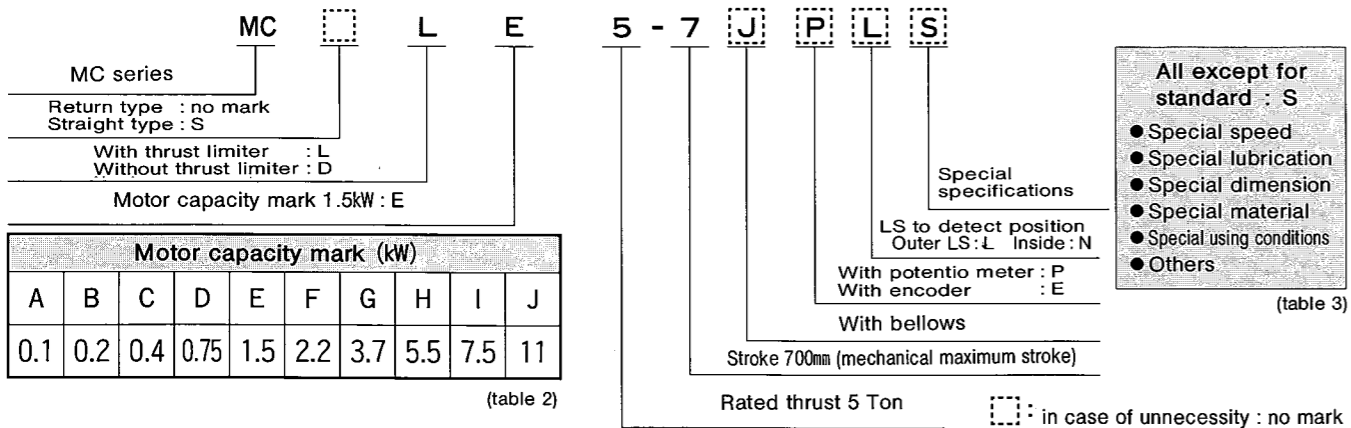 MC L E 5 - 7 J P L S
MC series
Return type : no mark
Straight type : S
With thrust limiter : L
Without thrust limiter : D
Motor capacity mark 1.5kW : E
Motor capacity mark (kW)
A B C D E F G H I J
0.1 0.2 0.4 0.75 1.5 2.2 3.7 5.5 7.5 11
(table 2)
All except for
standard : S
● Special speed
● Special lubrication
● Special dimension
● Special material
● Special using conditions
● Others
(table 3)
Special
specifications
LS to detect position
Outer LS : L Inside : N
With potentio meter : P
With encoder : E
With bellows
Stroke 700mm (mechanical maximum stroke)
Rated thrust 5 Ton
: in case of unnecessity : no mark